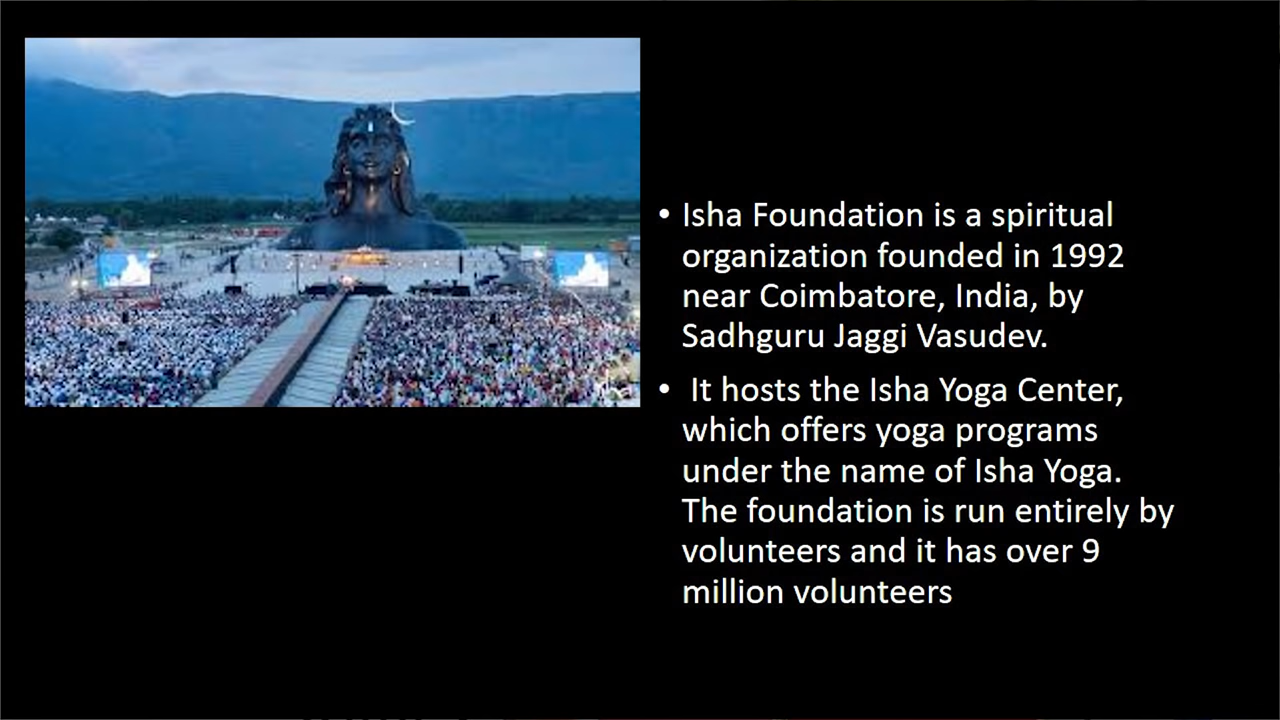 • Isha Foundation is a spiritual
organization founded in 1992
near Coimbatore, India, by
Sadhguru Jaggi Vasudev.
• It hosts the Isha Yoga Center,
which offers yoga programs
under the name of Isha Yoga.
The foundation is run entirely by
volunteers and it has over 9
million volunteers